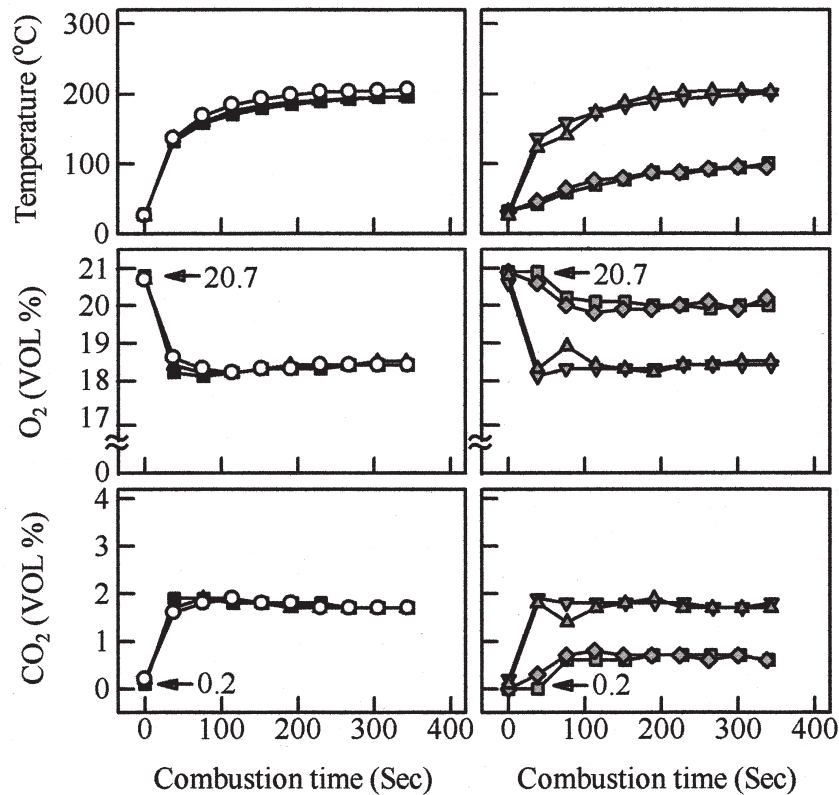 Temperature (°C)
300
200
100
0
O₂ (VOL %)
21
20
19
18
17
0
20.7
20.7
CO₂ (VOL %)
4
3
2
1
0
0.2
0.2
0 100 200 300 400
0 100 200 300 400
Combustion time (Sec)
Combustion time (Sec)